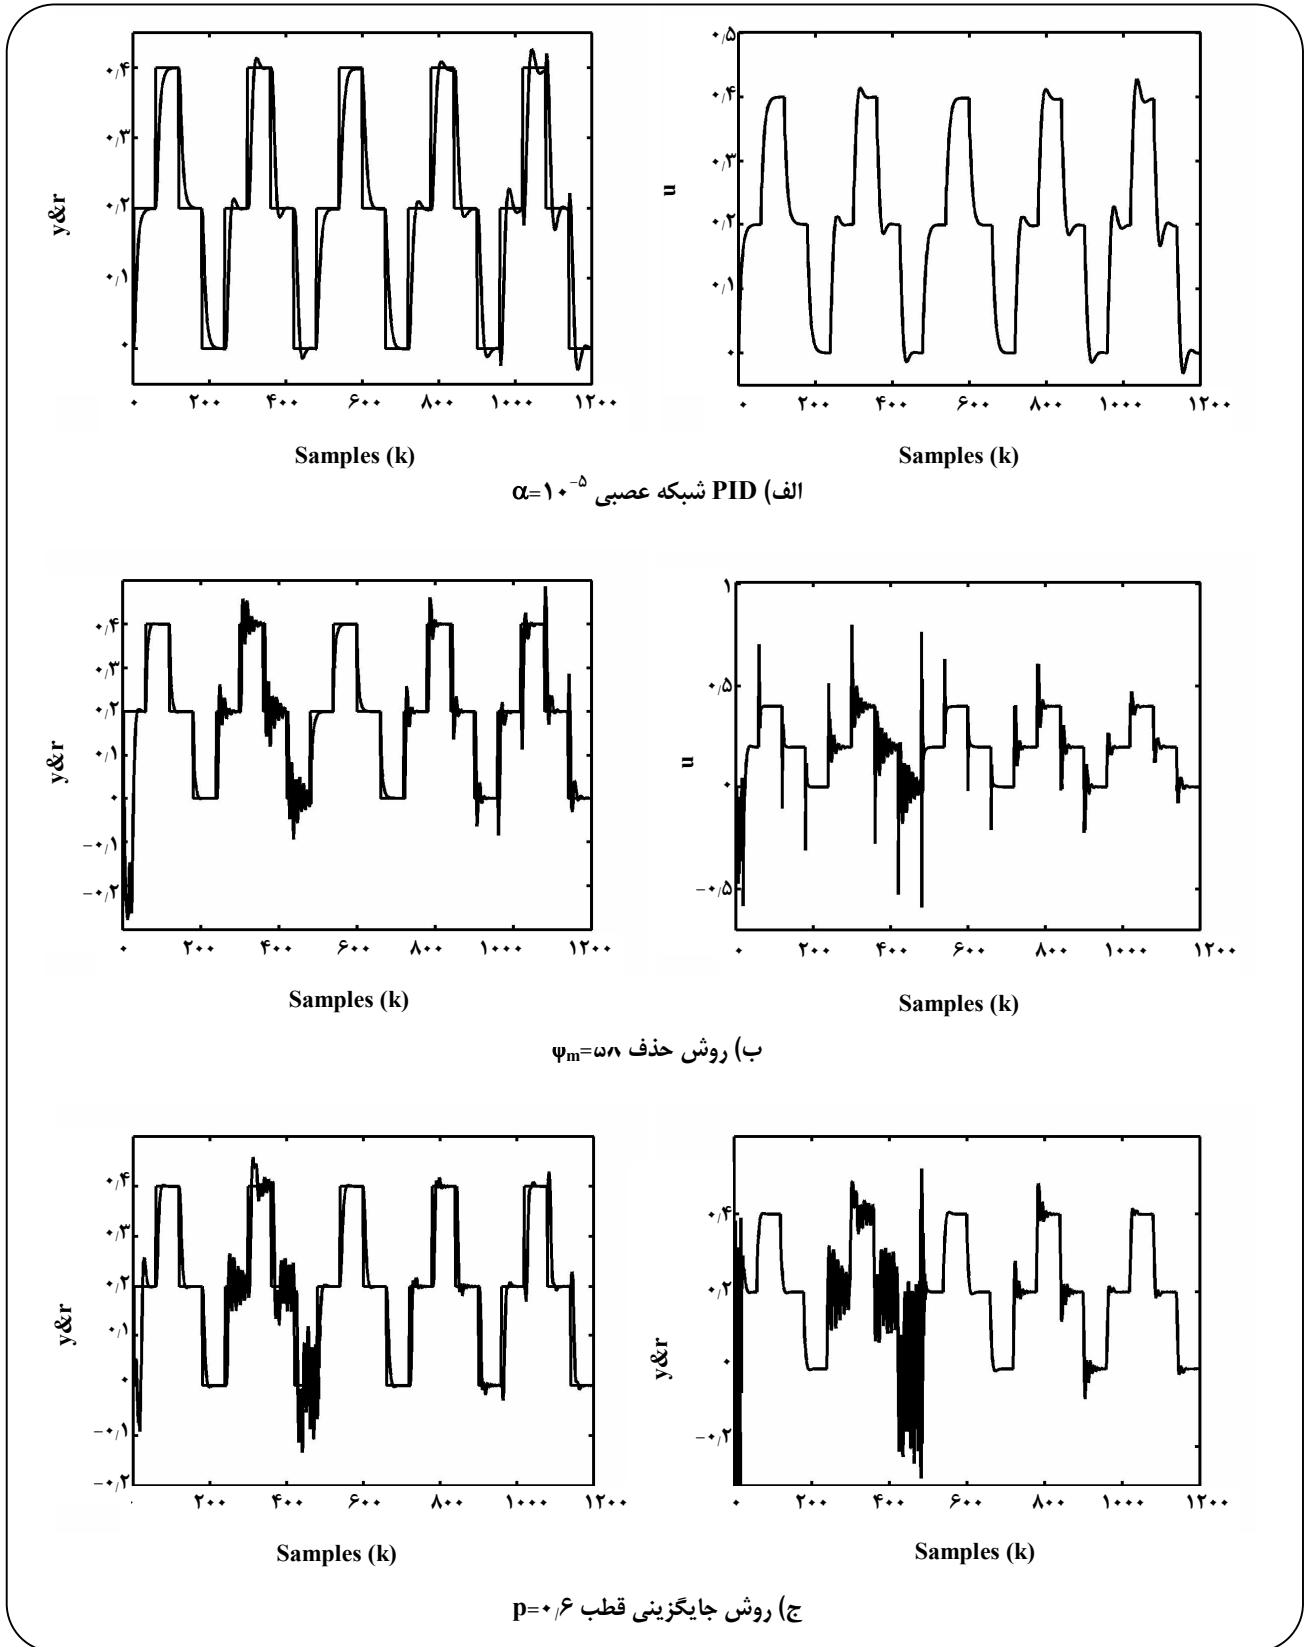 y&r
۰/۴
۰/۳
۰/۲
۰/۱
۰
۰ ۲۰۰ ۴۰۰ ۶۰۰ ۸۰۰ ۱۰۰۰ ۱۲۰۰
Samples (k)
u
۰/۵
۰/۴
۰/۳
۰/۲
۰/۱
۰
۰ ۲۰۰ ۴۰۰ ۶۰۰ ۸۰۰ ۱۰۰۰ ۱۲۰۰
Samples (k)
الف) PID شبکه عصبی α=۱۰^-۵
y&r
۰/۴
۰/۳
۰/۲
۰/۱
۰
-۰/۱
-۰/۲
۰ ۲۰۰ ۴۰۰ ۶۰۰ ۸۰۰ ۱۰۰۰ ۱۲۰۰
Samples (k)
u
۱
۰/۵
۰
-۰/۵
۰ ۲۰۰ ۴۰۰ ۶۰۰ ۸۰۰ ۱۰۰۰ ۱۲۰۰
Samples (k)
ب) روش حذف ψm=۵۸
y&r
۰/۴
۰/۳
۰/۲
۰/۱
۰
-۰/۱
-۰/۲
۰ ۲۰۰ ۴۰۰ ۶۰۰ ۸۰۰ ۱۰۰۰ ۱۲۰۰
Samples (k)
y&r
۰/۴
۰/۲
۰
-۰/۲
۰ ۲۰۰ ۴۰۰ ۶۰۰ ۸۰۰ ۱۰۰۰ ۱۲۰۰
Samples (k)
ج) روش جایگزینی قطب p=۰/۶